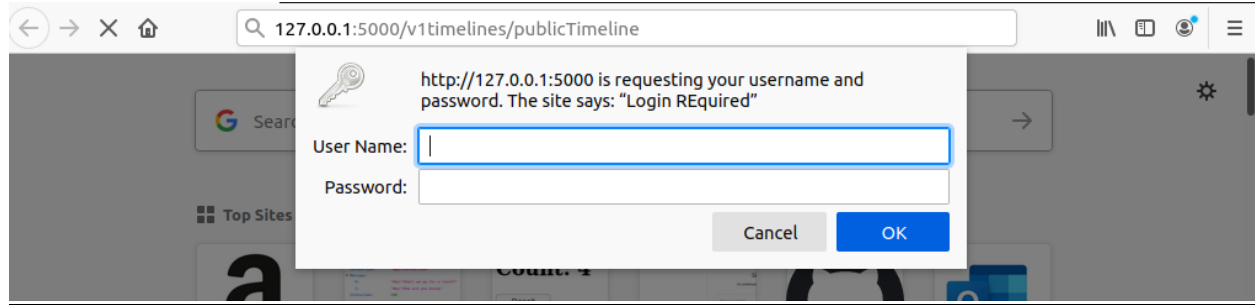 127.0.0.1:5000/v1timelines/publicTimeline
http://127.0.0.1:5000 is requesting your username and
password. The site says: “Login REquired”
Searc
User Name:
Password:
Top Sites
Cancel
OK
a
Count: 4